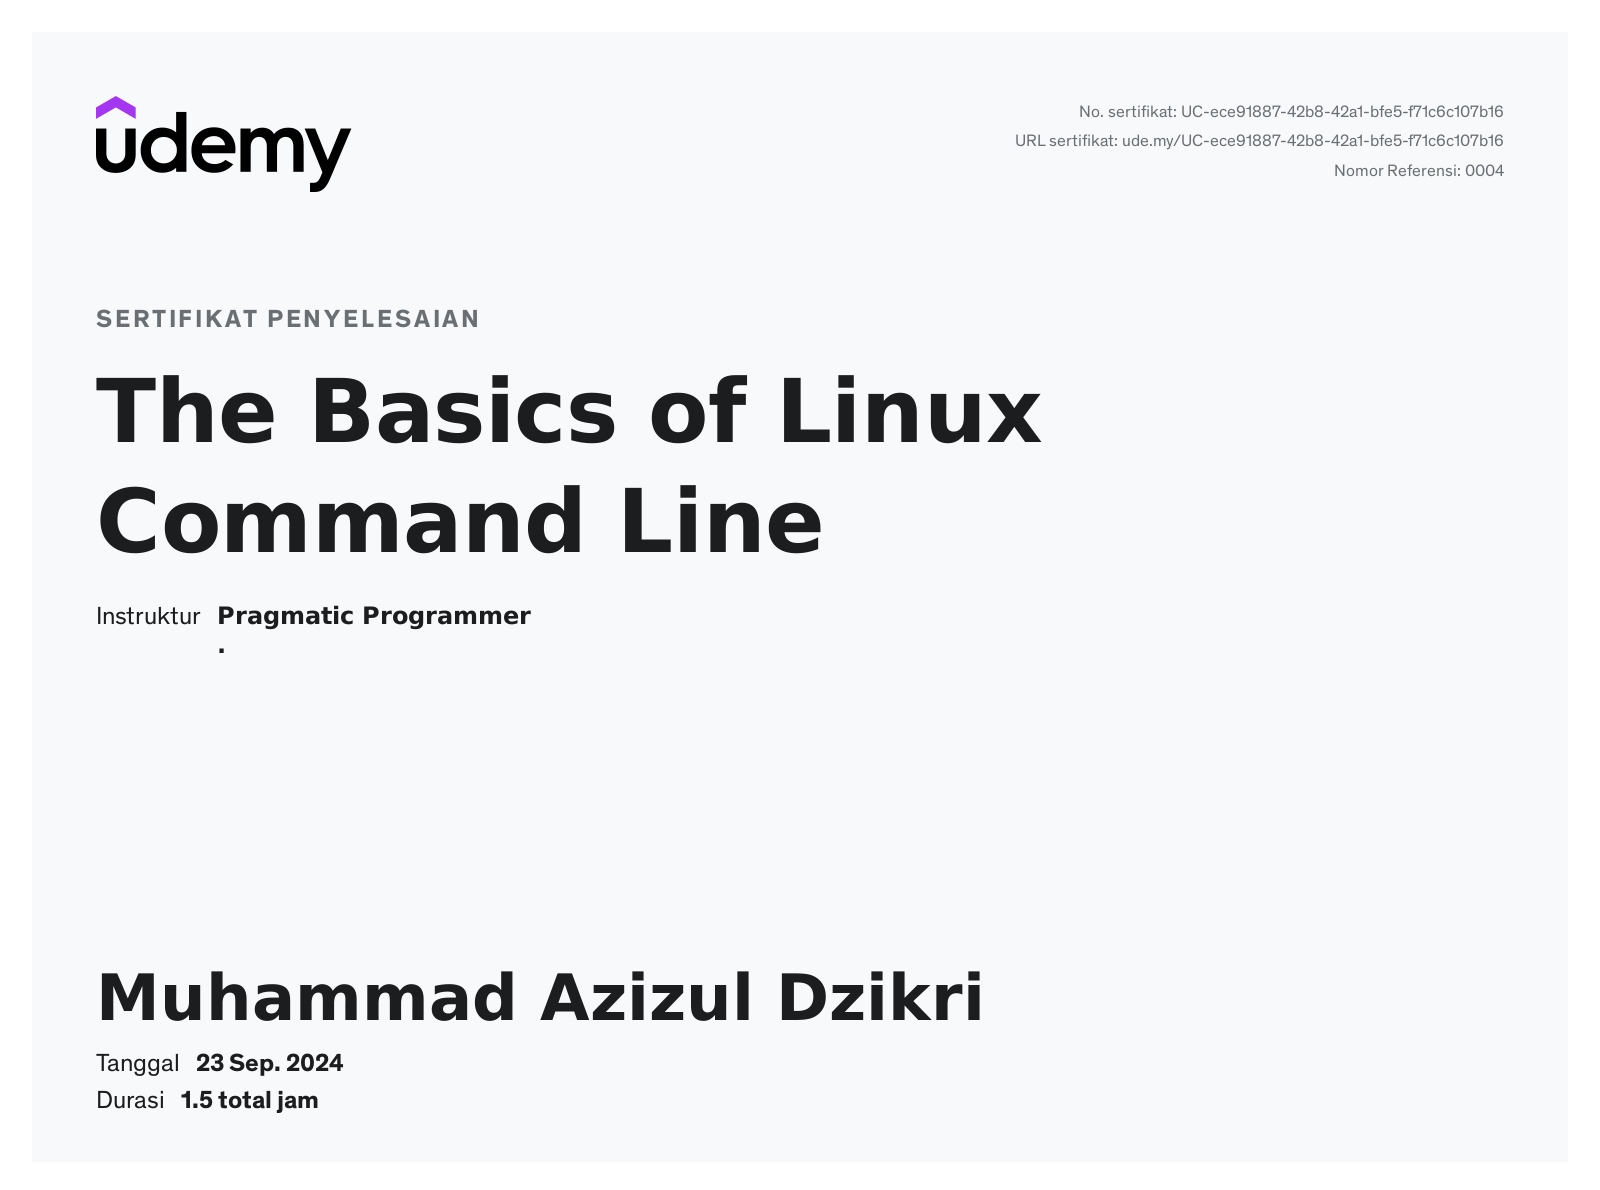 udemy
No. sertifikat: UC-ece91887-42b8-42a1-bfe5-f71c6c107b16
URL sertifikat: ude.my/UC-ece91887-42b8-42a1-bfe5-f71c6c107b16
Nomor Referensi: 0004
SERTIFIKAT PENYELESAIAN
The Basics of Linux
Command Line
Instruktur Pragmatic Programmer
.
Muhammad Azizul Dzikri
Tanggal 23 Sep. 2024
Durasi 1.5 total jam